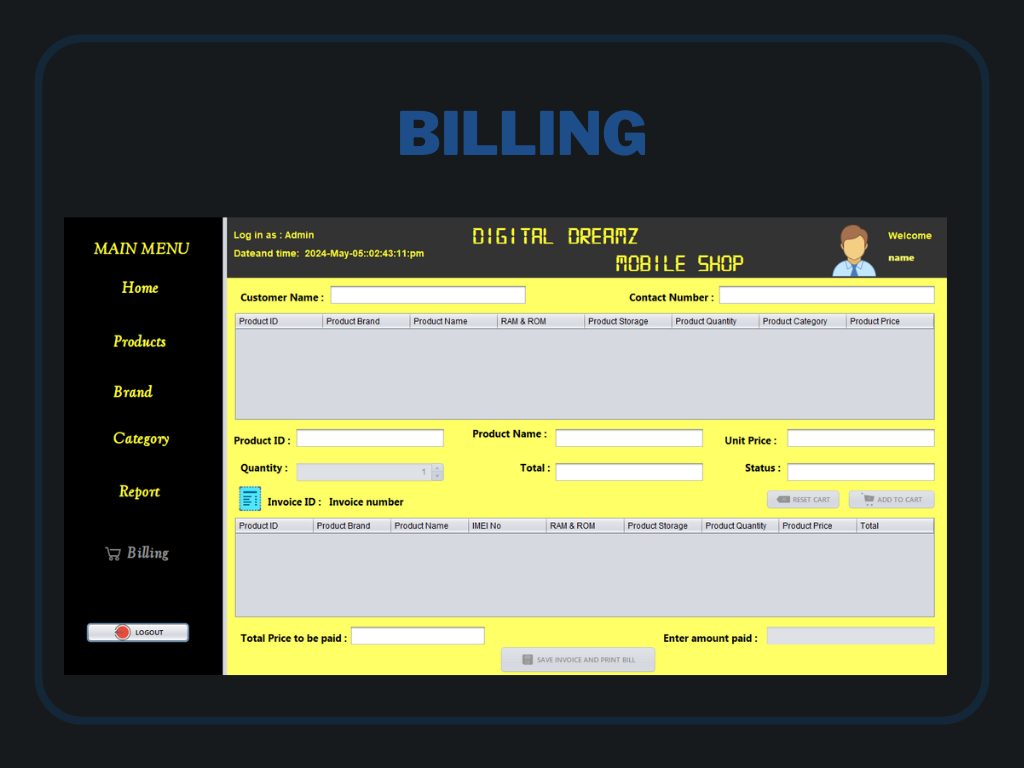 BILLING
MAIN MENU
Home
Products
Brand
Category
Report
Billing
LOGOUT
Log in as : Admin
Dateand time: 2024-May-05::02:43:11:pm
DIGITAL DREAMZ
MOBILE SHOP
Welcome
name
Customer Name :
Contact Number :
Product ID Product Brand Product Name RAM & ROM Product Storage Product Quantity Product Category Product Price
Product ID : Product Name : Unit Price :
Quantity : 1 Total : Status :
Invoice ID : Invoice number
RESET CART ADD TO CART
Product ID Product Brand Product Name IMEI No RAM & ROM Product Storage Product Quantity Product Price Total
Total Price to be paid : Enter amount paid :
SAVE INVOICE AND PRINT BILL